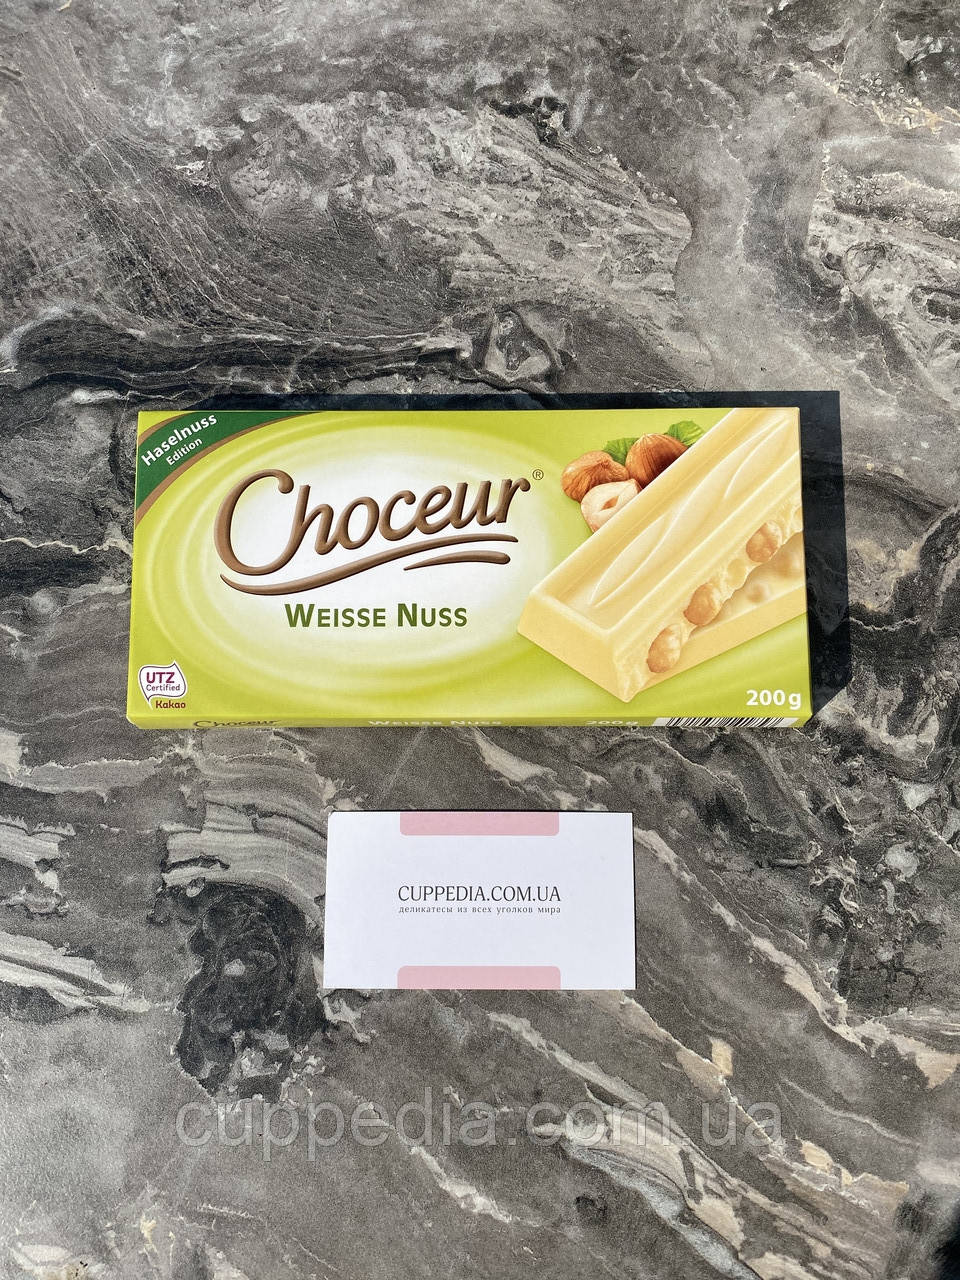 Haselnuss
Edition
Choceur®
WEISSE NUSS
UTZ
Certified
Kakao
200g
Choceur WEISSE NUSS 200g
CUPPEDIA.COM.UA
деликатесы из всех уголков мира
cuppedia.com.ua